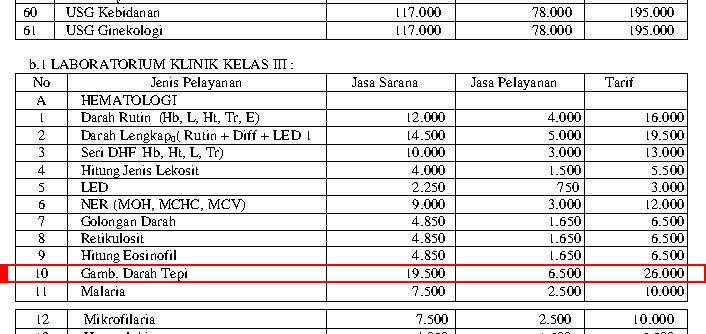 60 USG Kebidanan 117.000 78.000 195.000
61 USG Ginekologi 117.000 78.000 195.000
b.1 LABORATORIUM KLINIK KELAS III :
No Jenis Pelayanan Jasa Sarana Jasa Pelayanan Tarif
A HEMATOLOGI
1 Darah Rutin (Hb, L, Ht, Tr, E) 12.000 4.000 16.000
2 Darah Lengkap0( Rutin + Diff + LED 1 14.500 5.000 19.500
3 Seri DHF Hb, Ht, L, Tr) 10.000 3.000 13.000
4 Hitung Jenis Lekosit 4.000 1.500 5.500
5 LED 2.250 750 3.000
6 NER (MOH, MCHC, MCV) 9.000 3.000 12.000
7 Golongan Darah 4.850 1.650 6.500
8 Retikulosit 4.850 1.650 6.500
9 Hitung Eosinofil 4.850 1.650 6.500
10 Gamb. Darah Tepi 19.500 6.500 26.000
11 Malaria 7.500 2.500 10.000
12 Mikrofilaria 7.500 2.500 10.000